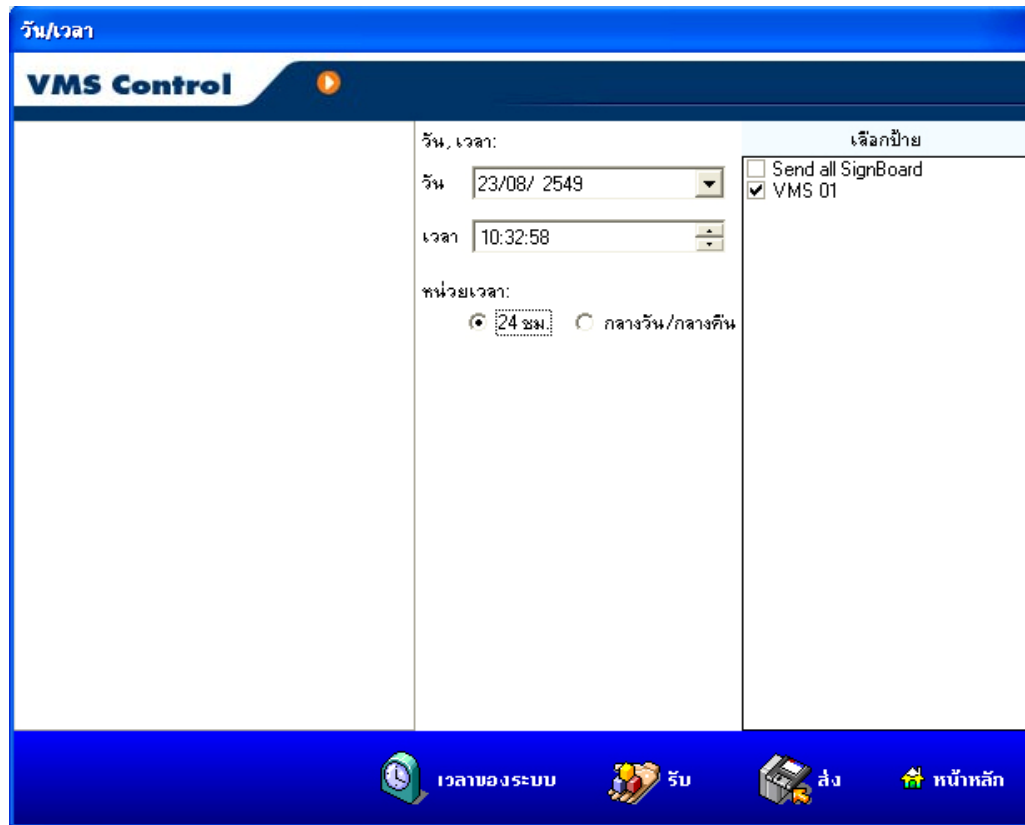 วัน/เวลา
VMS Control
วัน, เวลา:
วัน 23/08/ 2549
เวลา 10:32:58
หน่วยเวลา:
24 ชม. กลางวัน/กลางคืน
เลือกป้าย
Send all SignBoard
VMS 01
เวลาของระบบ รับ ส่ง หน้าหลัก